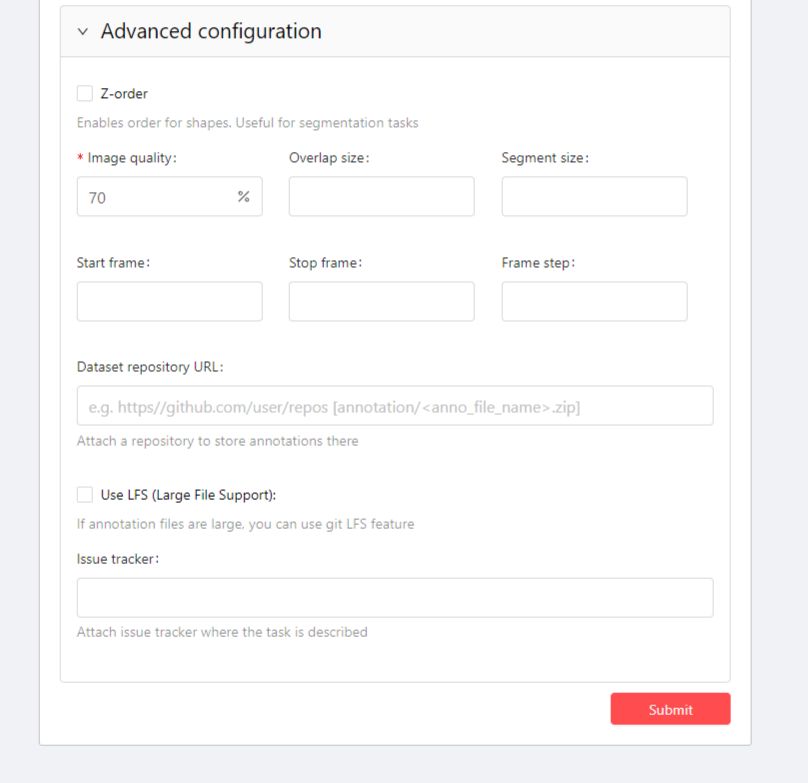 Advanced configuration
Z-order
Enables order for shapes. Useful for segmentation tasks
* Image quality: Overlap size: Segment size:
70 %
Start frame: Stop frame: Frame step:
Dataset repository URL:
e.g. https//github.com/user/repos [annotation/<anno_file_name>.zip]
Attach a repository to store annotations there
Use LFS (Large File Support):
If annotation files are large, you can use git LFS feature
Issue tracker:
Attach issue tracker where the task is described
Submit